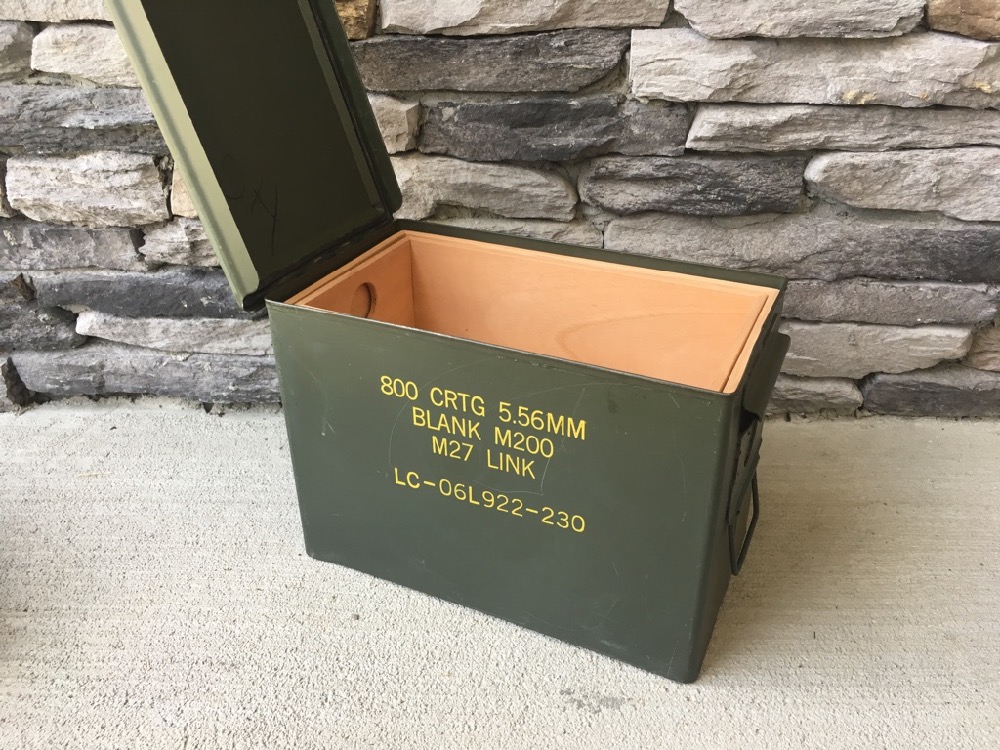 800 CRTG 5.56MM
BLANK M200
M27 LINK
LC-06L922-230